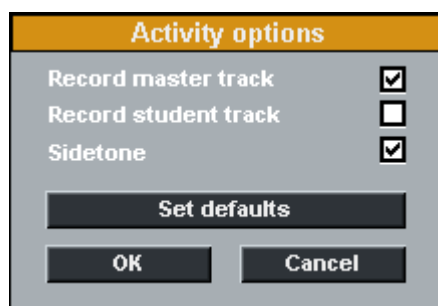 Activity options
Record master track
Record student track
Sidetone
Set defaults
OK Cancel